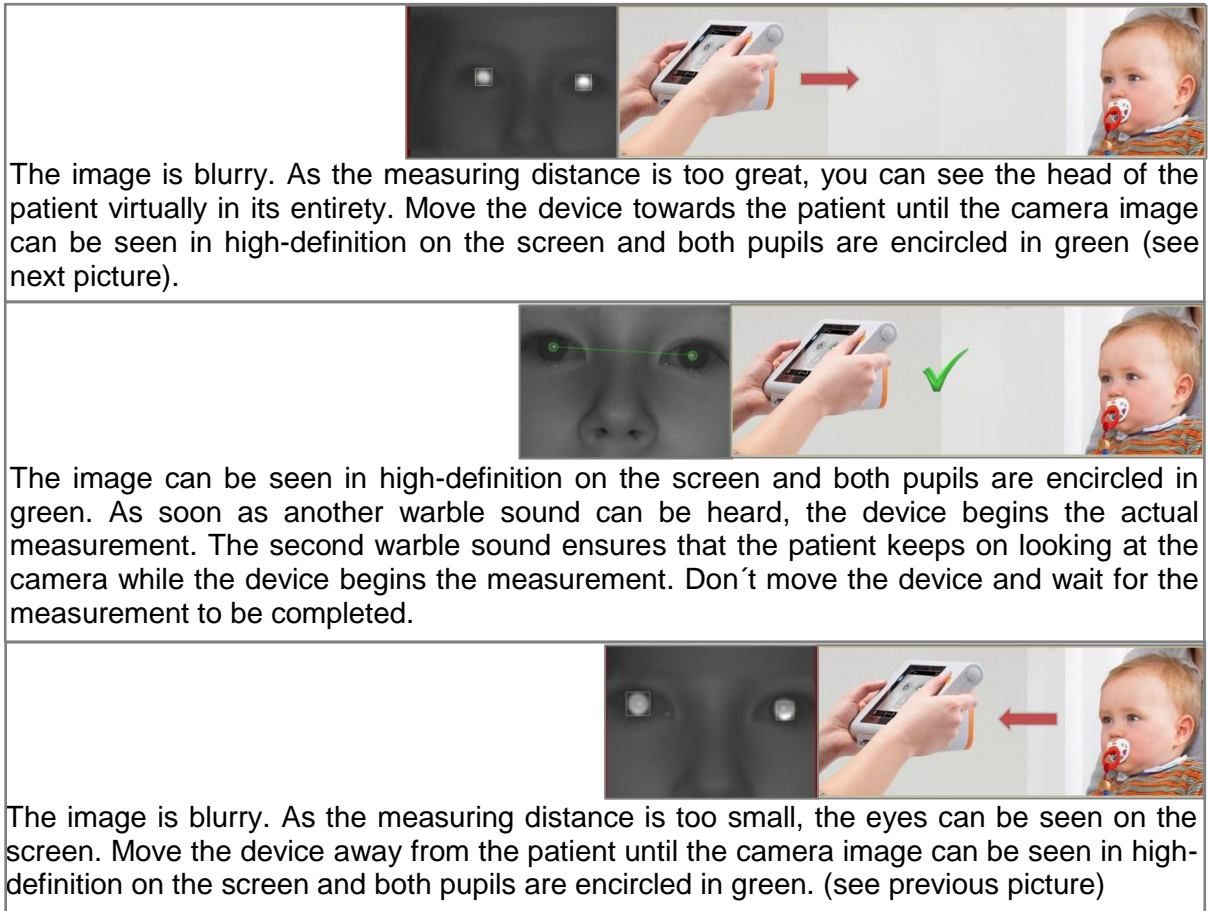 The image is blurry. As the measuring distance is too great, you can see the head of the
patient virtually in its entirety. Move the device towards the patient until the camera image
can be seen in high-definition on the screen and both pupils are encircled in green (see
next picture).
The image can be seen in high-definition on the screen and both pupils are encircled in
green. As soon as another warble sound can be heard, the device begins the actual
measurement. The second warble sound ensures that the patient keeps on looking at the
camera while the device begins the measurement. Don´t move the device and wait for the
measurement to be completed.
The image is blurry. As the measuring distance is too small, the eyes can be seen on the
screen. Move the device away from the patient until the camera image can be seen in high-
definition on the screen and both pupils are encircled in green. (see previous picture)